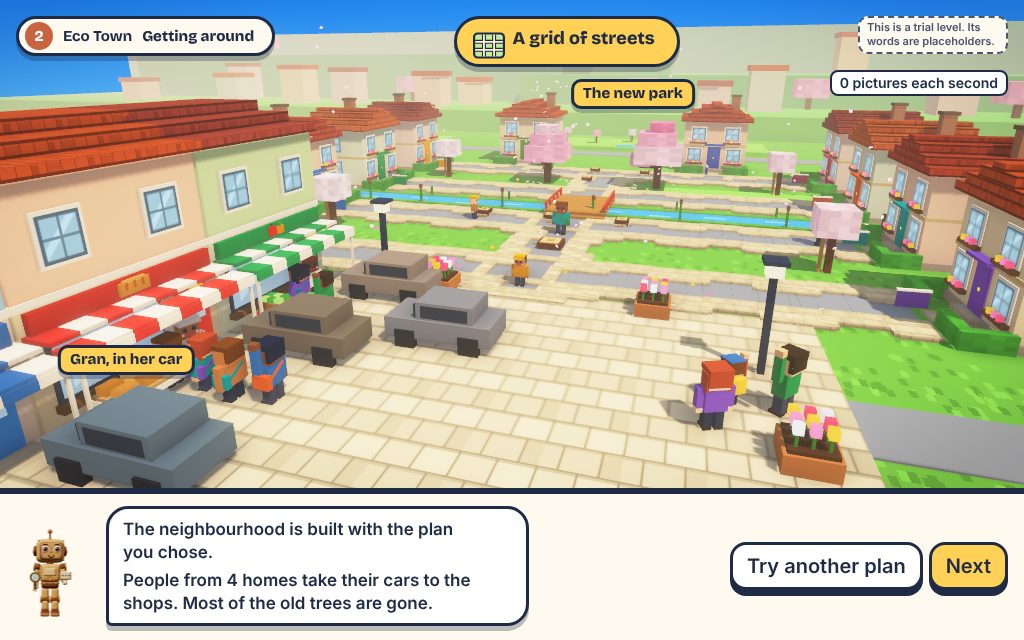 2 Eco Town Getting around
A grid of streets
This is a trial level. Its
words are placeholders.
0 pictures each second
The new park
Gran, in her car
The neighbourhood is built with the plan
you chose.
People from 4 homes take their cars to the
shops. Most of the old trees are gone.
Try another plan
Next